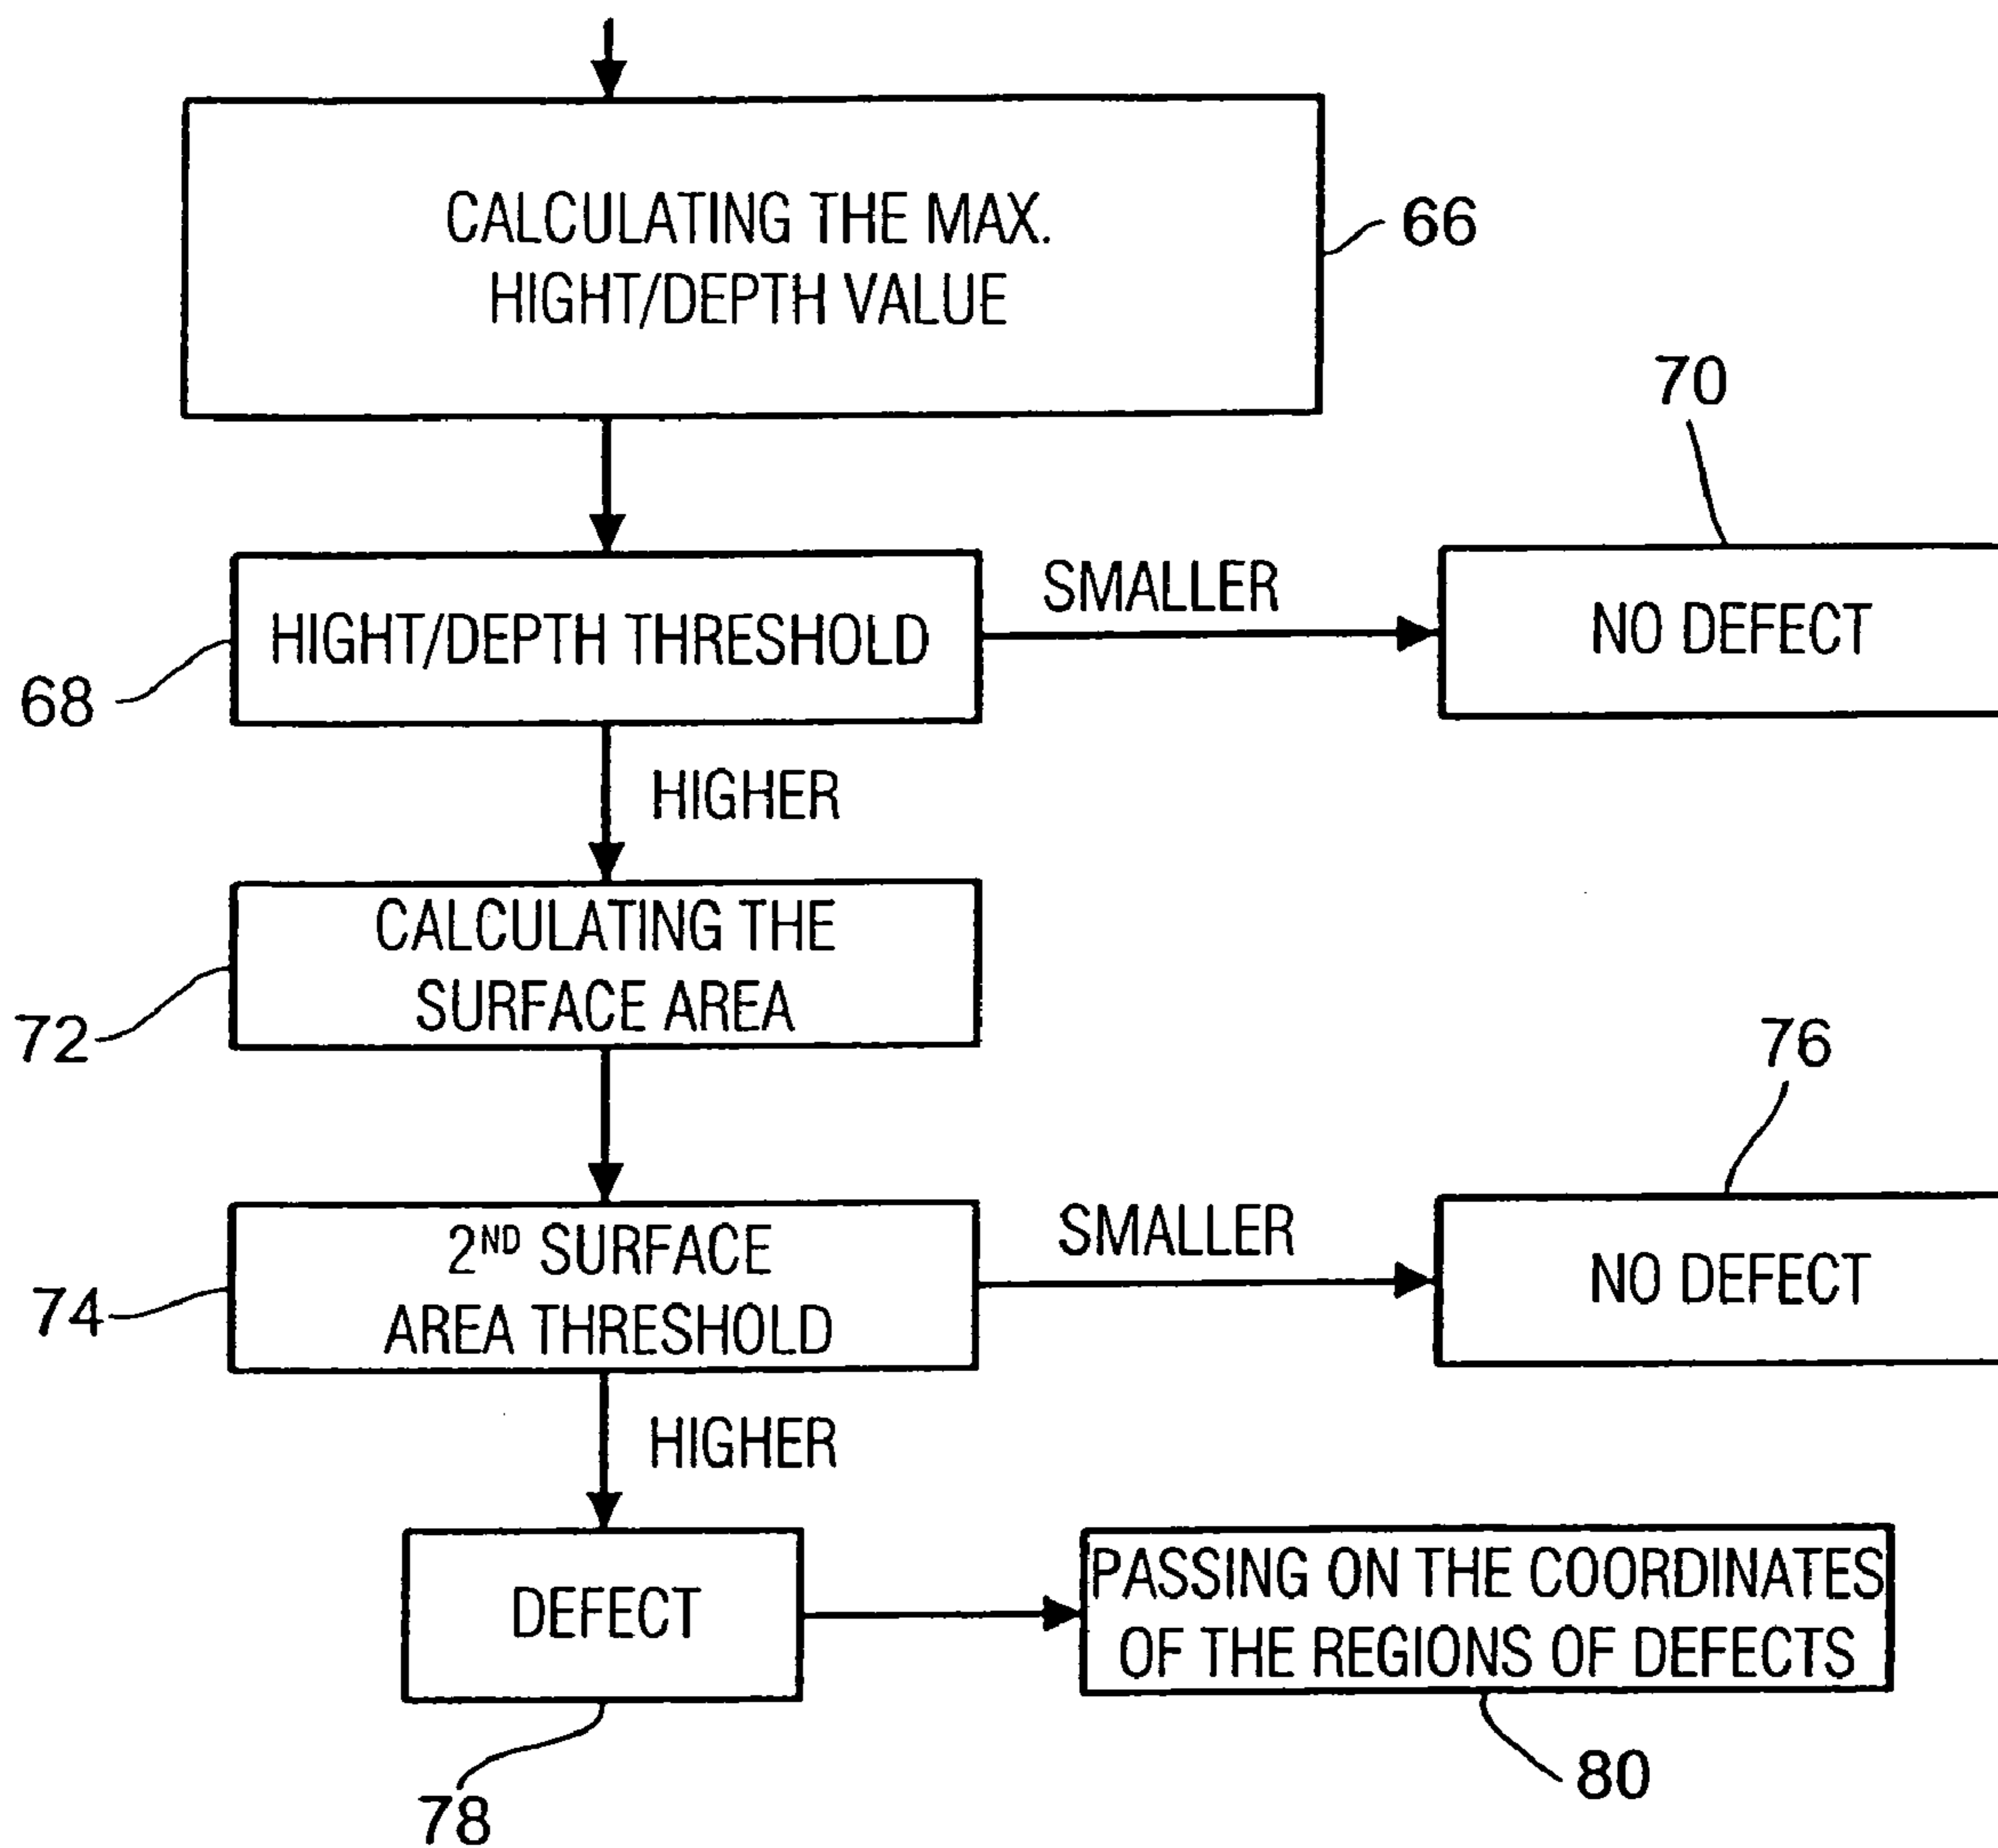 CALCULATING THE MAX.
HIGHT/DEPTH VALUE
66
70
HIGHT/DEPTH THRESHOLD
SMALLER
NO DEFECT
68
HIGHER
CALCULATING THE
SURFACE AREA
72
76
2ND SURFACE
AREA THRESHOLD
SMALLER
NO DEFECT
74
HIGHER
DEFECT
PASSING ON THE COORDINATES
OF THE REGIONS OF DEFECTS
78
80